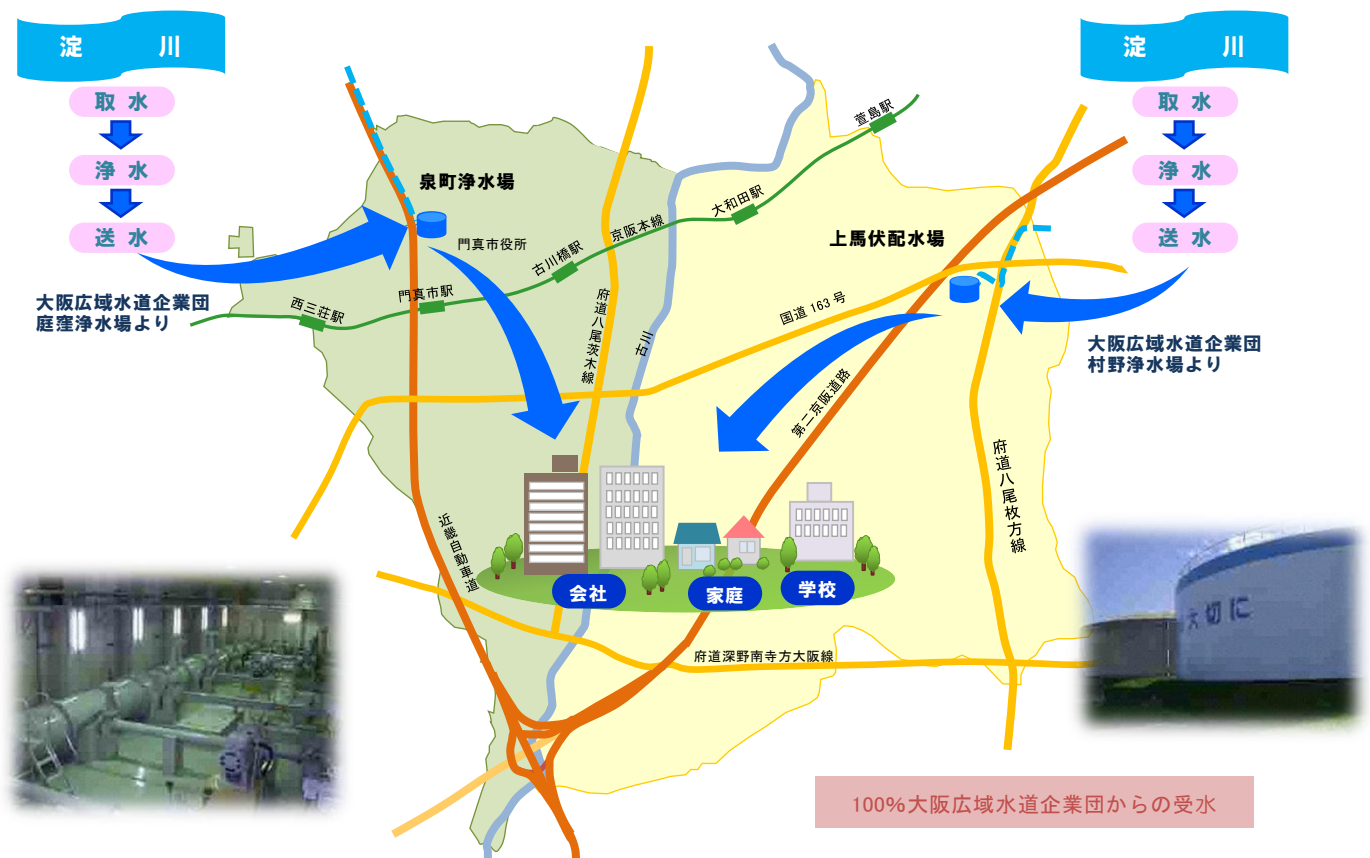 淀 川
取 水
浄 水
送 水
大阪広域水道企業団
庭窪浄水場より
淀 川
取 水
浄 水
送 水
大阪広域水道企業団
村野浄水場より
泉町浄水場
門真市役所
上馬伏配水場
萱島駅
大和田駅
京阪本線
古川橋駅
門真市駅
西三荘駅
国道 163 号
府道八尾茨木線
古川
第二京阪道路
府道八尾枚方線
近畿自動車道
会社
家庭
学校
府道深野南寺方大阪線
大切に
100%大阪広域水道企業団からの受水